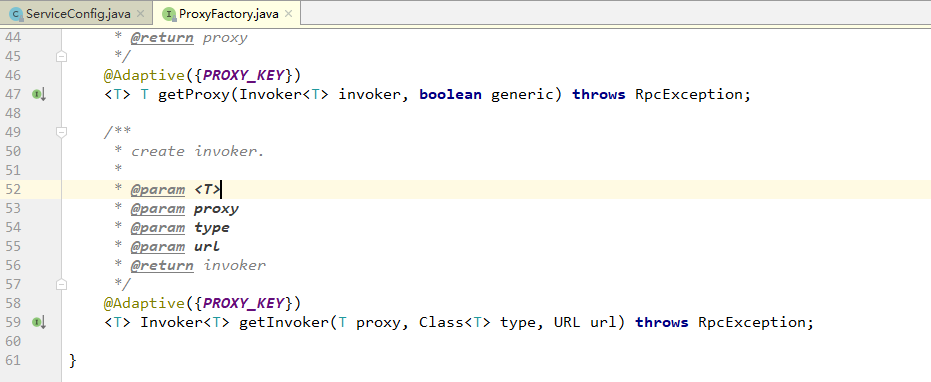 ServiceConfig.java ProxyFactory.java
44 * @return proxy
45 */
46 @Adaptive({PROXY_KEY})
47 <T> T getProxy(Invoker<T> invoker, boolean generic) throws RpcException;
48
49 /**
50 * create invoker.
51 *
52 * @param <T>
53 * @param proxy
54 * @param type
55 * @param url
56 * @return invoker
57 */
58 @Adaptive({PROXY_KEY})
59 <T> Invoker<T> getInvoker(T proxy, Class<T> type, URL url) throws RpcException;
60
61 }